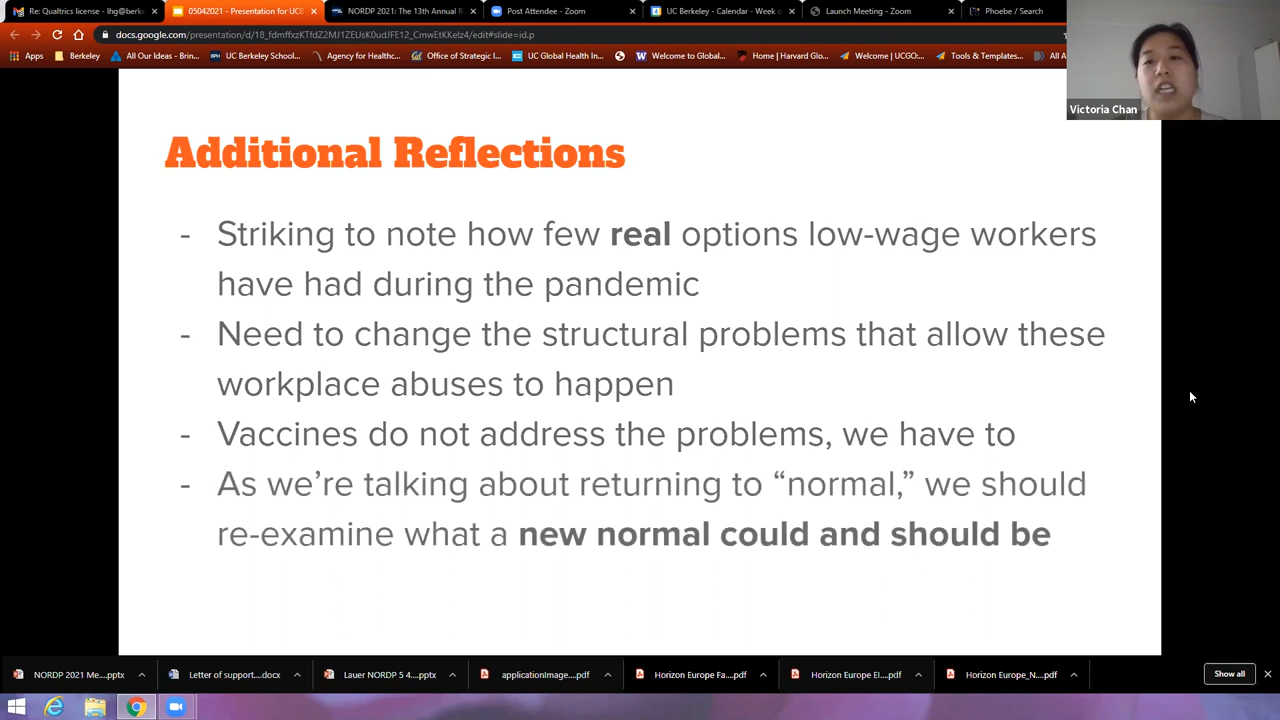 Re: Qualtrics license - lhg@berke
05042021 - Presentation for UCB
NORDP 2021: The 13th Annual R
Post Attendee - Zoom
UC Berkeley - Calendar - Week o
Launch Meeting - Zoom
Phoebe / Search
docs.google.com/presentation/d/18_fdmffxzKTfdZ2MJ1ZEUsK0udJFE12_CmwEtKKelz4/edit#slide=id.p
Apps
Berkeley
All Our Ideas - Brin...
UC Berkeley School...
Agency for Healthc...
Office of Strategic I...
UC Global Health In...
Welcome to Global...
Home | Harvard Glo...
Welcome | UCGO...
Tools & Templates...
All A
Victoria Chan
Additional Reflections
- Striking to note how few real options low-wage workers
have had during the pandemic
- Need to change the structural problems that allow these
workplace abuses to happen
- Vaccines do not address the problems, we have to
- As we’re talking about returning to “normal,” we should
re-examine what a new normal could and should be
NORDP 2021 Me....pptx
Letter of support....docx
Lauer NORDP 5 4....pptx
applicationImage....pdf
Horizon Europe Fa....pdf
Horizon Europe EI....pdf
Horizon Europe_N....pdf
Show all